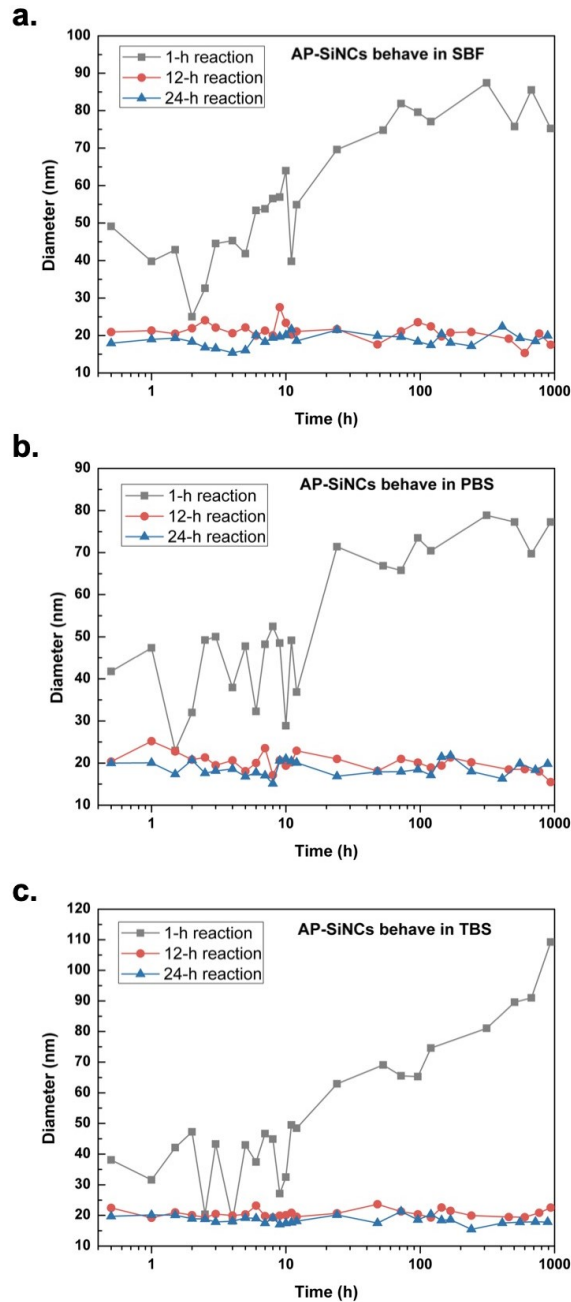 a.
AP-SiNCs behave in SBF
1-h reaction
12-h reaction
24-h reaction
100
90
80
70
60
50
40
30
20
10
Diameter (nm)
1 10 100 1000
Time (h)
b.
AP-SiNCs behave in PBS
1-h reaction
12-h reaction
24-h reaction
90
80
70
60
50
40
30
20
10
Diameter (nm)
1 10 100 1000
Time (h)
c.
AP-SiNCs behave in TBS
1-h reaction
12-h reaction
24-h reaction
120
110
100
90
80
70
60
50
40
30
20
10
Diameter (nm)
1 10 100 1000
Time (h)